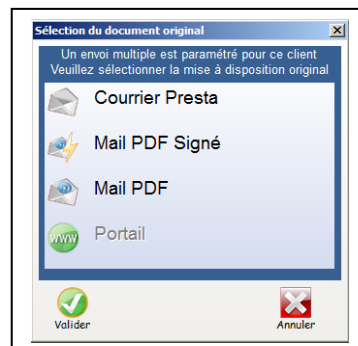 Sélection du document original
Un envoi multiple est paramétré pour ce client
Veuillez sélectionner la mise à disposition original
Courrier Presta
Mail PDF Signé
Mail PDF
www Portail
Valider Annuler